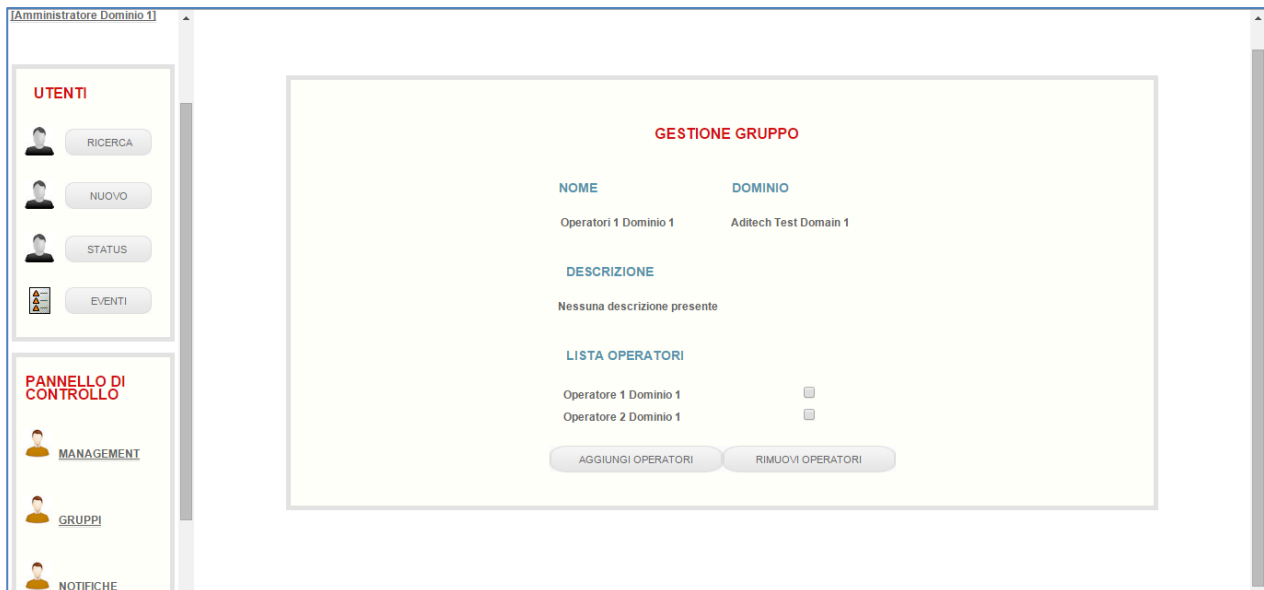 [Amministratore Dominio 1]
UTENTI
RICERCA
NUOVO
STATUS
EVENTI
PANNELLO DI
CONTROLLO
MANAGEMENT
GRUPPI
NOTIFICHE
GESTIONE GRUPPO
NOME DOMINIO
Operatori 1 Dominio 1 Aditech Test Domain 1
DESCRIZIONE
Nessuna descrizione presente
LISTA OPERATORI
Operatore 1 Dominio 1
Operatore 2 Dominio 1
AGGIUNGI OPERATORI RIMUOVI OPERATORI